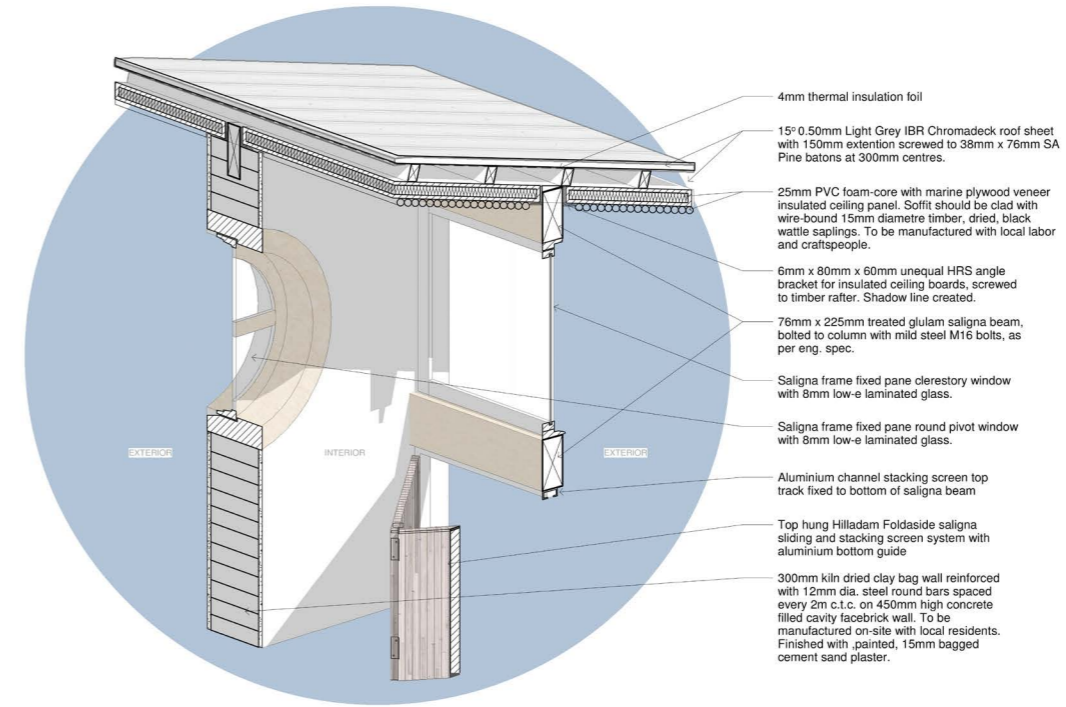 4mm thermal insulation foil
15º 0.50mm Light Grey IBR Chromadeck roof sheet
with 150mm extention screwed to 38mm x 76mm SA
Pine batons at 300mm centres.
25mm PVC foam-core with marine plywood veneer
insulated ceiling panel. Soffit should be clad with
wire-bound 15mm diametre timber, dried, black
wattle saplings. To be manufactured with local labor
and craftspeople.
6mm x 80mm x 60mm unequal HRS angle
bracket for insulated ceiling boards, screwed
to timber rafter. Shadow line created.
76mm x 225mm treated glulam saligna beam,
bolted to column with mild steel M16 bolts, as
per eng. spec.
Saligna frame fixed pane clerestory window
with 8mm low-e laminated glass.
Saligna frame fixed pane round pivot window
with 8mm low-e laminated glass.
EXTERIOR INTERIOR EXTERIOR
Aluminium channel stacking screen top
track fixed to bottom of saligna beam
Top hung Hilladam Foldaside saligna
sliding and stacking screen system with
aluminium bottom guide
300mm kiln dried clay bag wall reinforced
with 12mm dia. steel round bars spaced
every 2m c.t.c. on 450mm high concrete
filled cavity facebrick wall. To be
manufactured on-site with local residents.
Finished with ,painted, 15mm bagged
cement sand plaster.